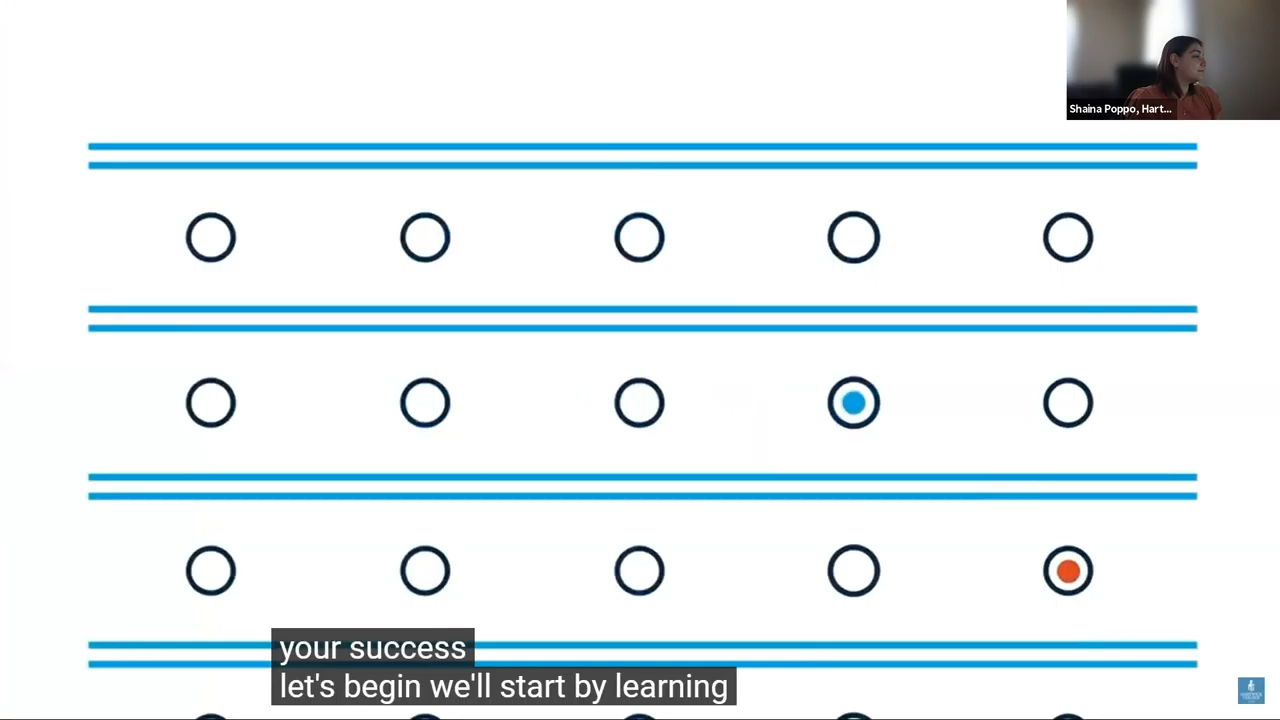 Shaina Poppo, Hart...
your success
let's begin we'll start by learning